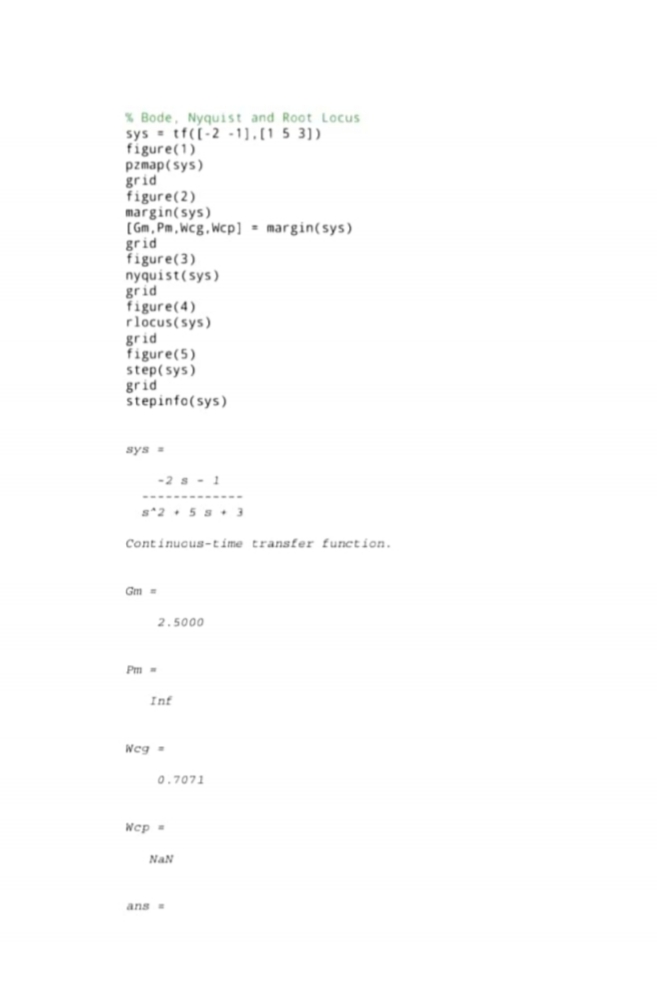 % Bode, Nyquist and Root Locus
sys = tf([-2 -1],[1 5 3])
figure(1)
pzmap(sys)
grid
figure(2)
margin(sys)
[Gm,Pm,Wcg,Wcp] = margin(sys)
grid
figure(3)
nyquist(sys)
grid
figure(4)
rlocus(sys)
grid
figure(5)
step(sys)
grid
stepinfo(sys)
sys =
-2 s - 1
-------------
s^2 + 5 s + 3
Continuous-time transfer function.
Gm =
2.5000
Pm =
Inf
Wcg =
0.7071
Wcp =
NaN
ans =